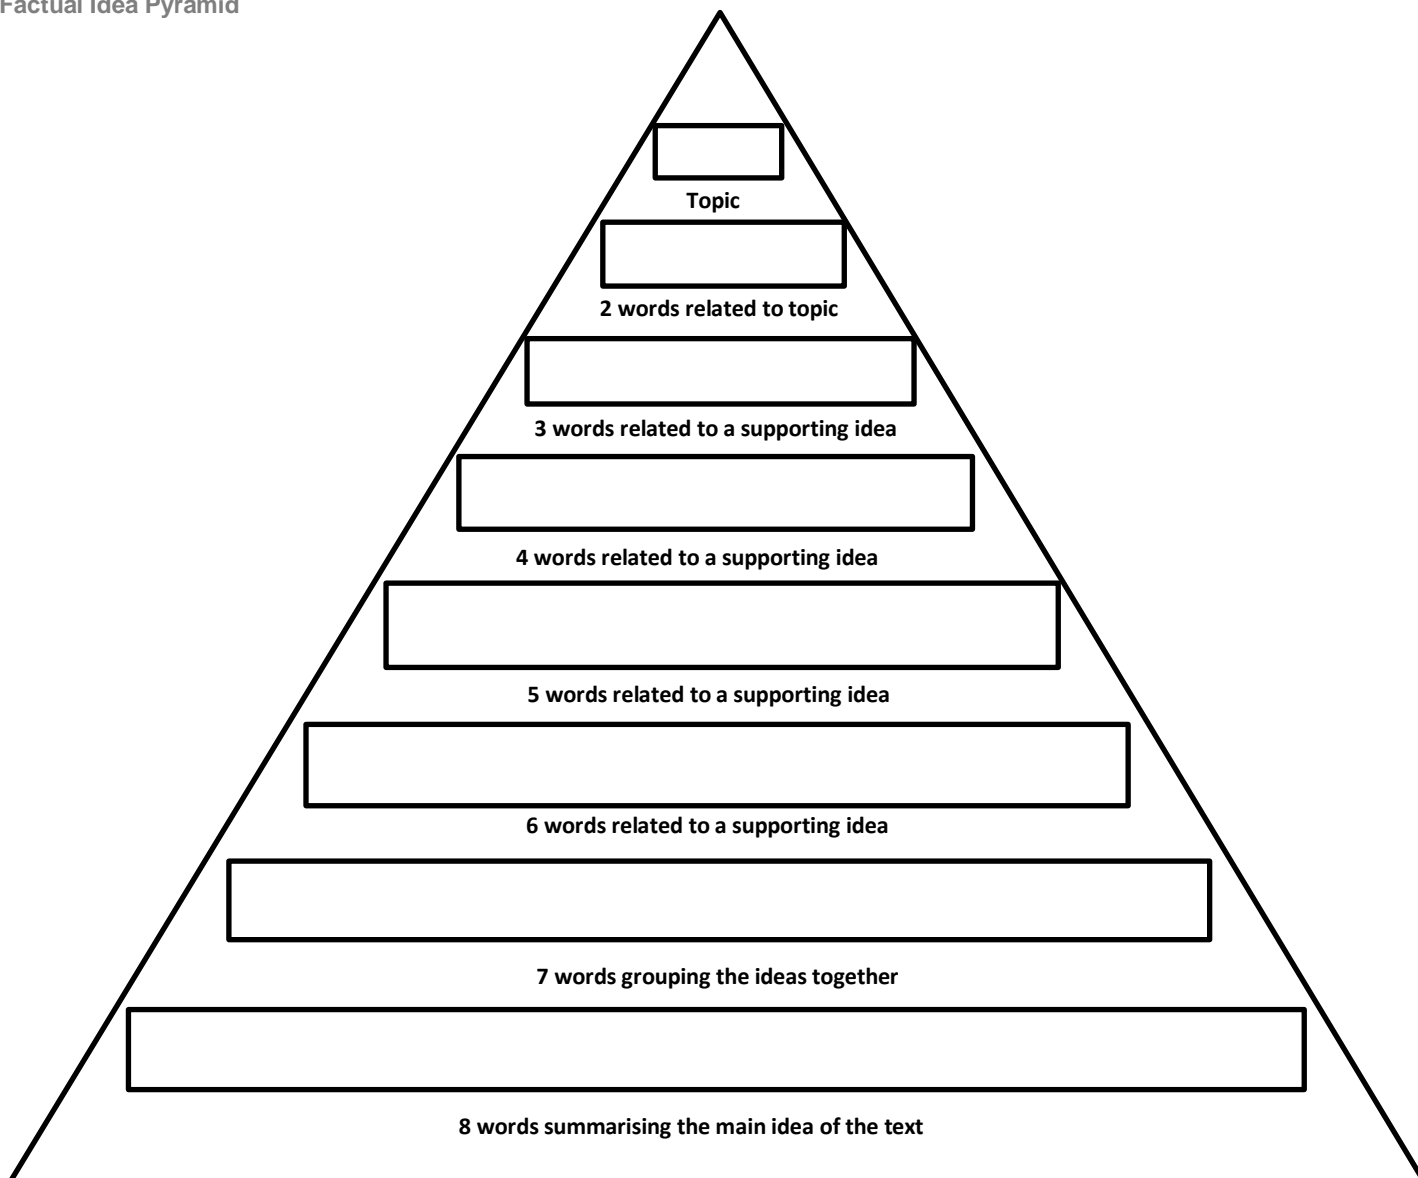 Factual Idea Pyramid
Topic
2 words related to topic
3 words related to a supporting idea
4 words related to a supporting idea
5 words related to a supporting idea
6 words related to a supporting idea
7 words grouping the ideas together
8 words summarising the main idea of the text